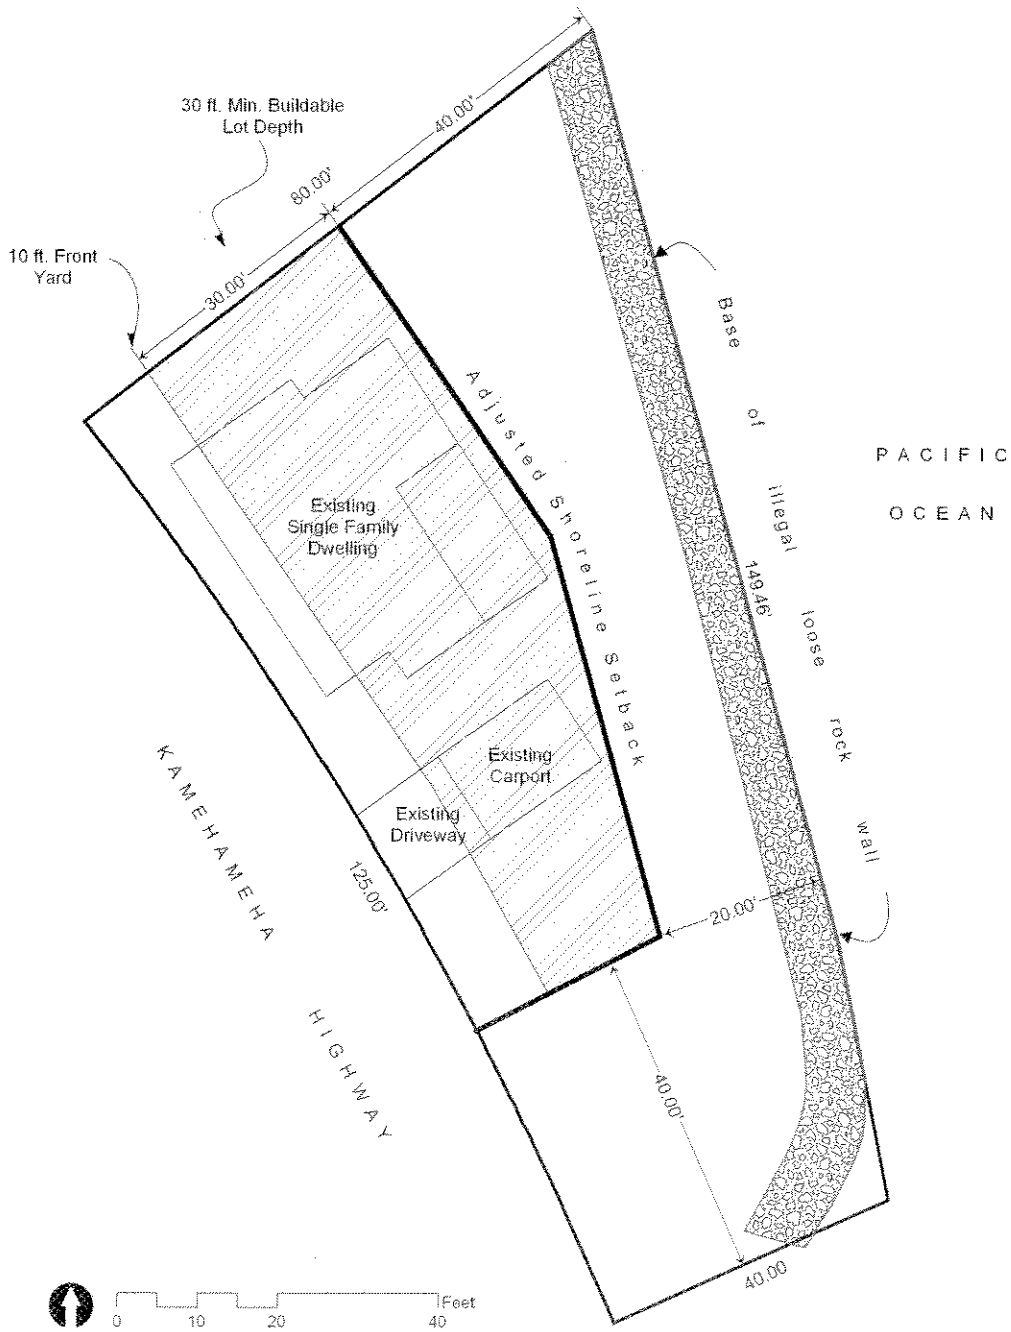 30 ft. Min. Buildable
Lot Depth
40.00'
80.00'
10 ft. Front
Yard
30.00'
Base of illegal loose rock wall
Adjusted Shoreline Setback
PACIFIC
OCEAN
Existing
Single Family
Dwelling
149.46'
Existing
Carport
Existing
Driveway
KAMEHAMEHA HIGHWAY
125.00'
20.00'
40.00'
40.00
Feet
0 10 20 40